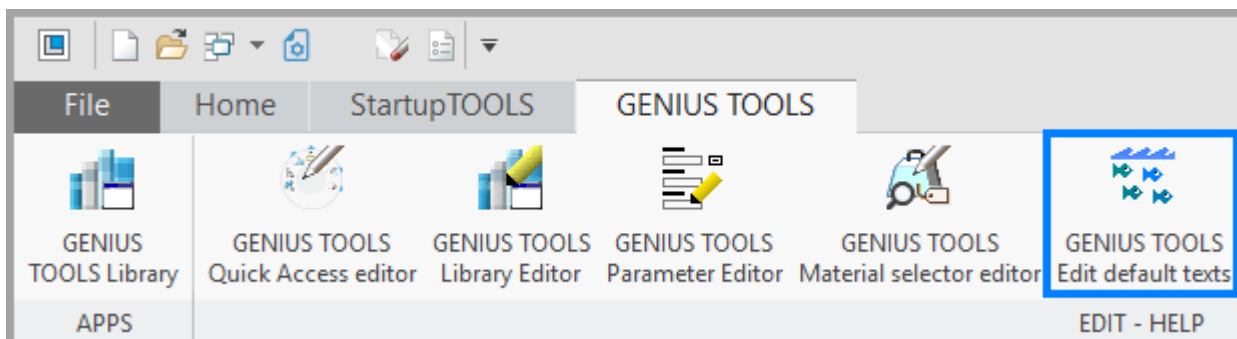 File Home StartupTOOLS GENIUS TOOLS
GENIUS GENIUS TOOLS GENIUS TOOLS GENIUS TOOLS GENIUS TOOLS GENIUS TOOLS
TOOLS Library Quick Access editor Library Editor Parameter Editor Material selector editor Edit default texts
APPS EDIT - HELP